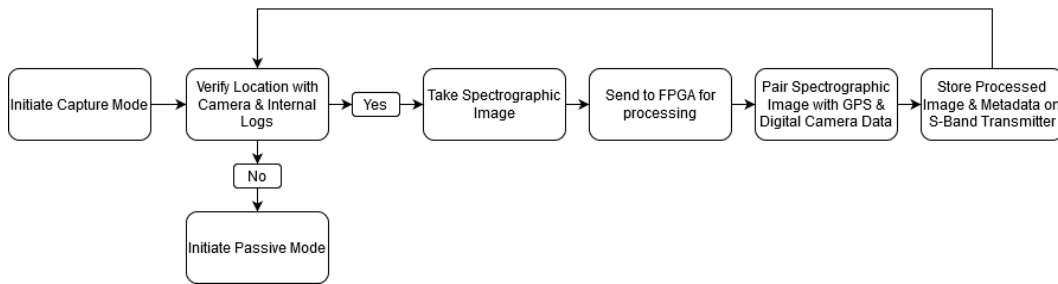 Initiate Capture Mode
Verify Location with
Camera & Internal
Logs
Yes
Take Spectrographic
Image
Send to FPGA for
processing
Pair Spectrographic
Image with GPS &
Digital Camera Data
Store Processed
Image & Metadata on
S-Band Transmitter
No
Initiate Passive Mode